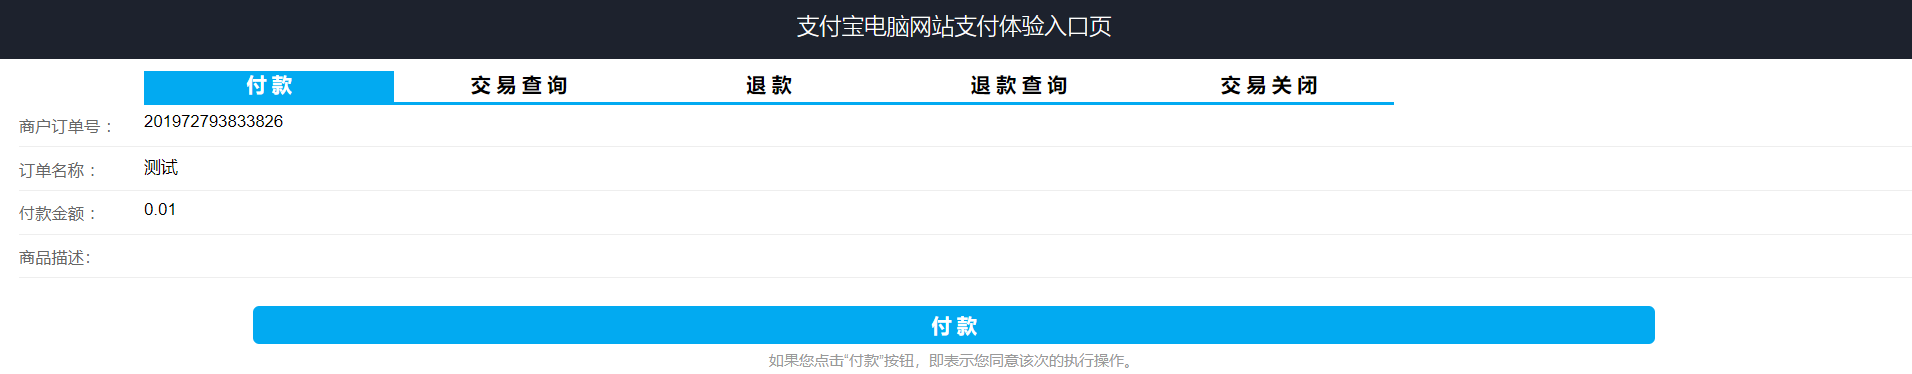 支付宝电脑网站支付体验入口页
付 款 交 易 查 询 退 款 退 款 查 询 交 易 关 闭
商户订单号： 201972793833826
订单名称： 测试
付款金额： 0.01
商品描述：
付 款
如果您点击“付款”按钮，即表示您同意该次的执行操作。